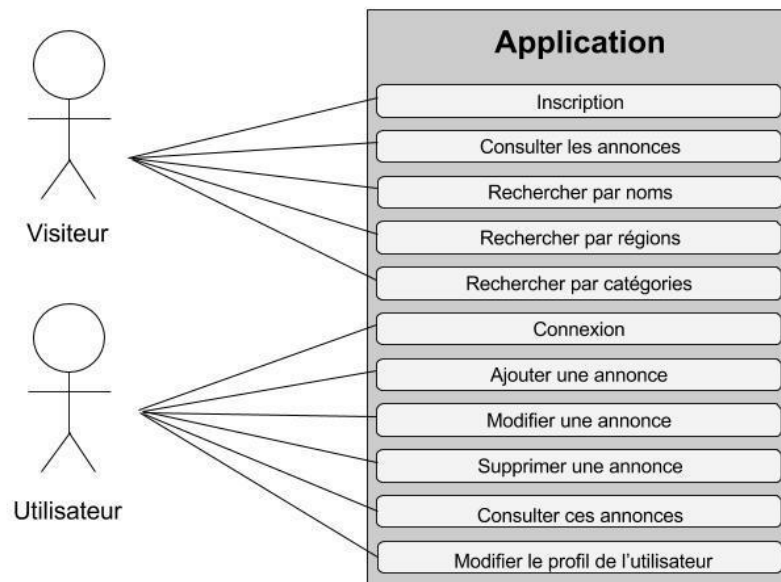 Application
Inscription
Consulter les annonces
Rechercher par noms
Visiteur
Rechercher par régions
Rechercher par catégories
Connexion
Ajouter une annonce
Modifier une annonce
Supprimer une annonce
Utilisateur
Consulter ces annonces
Modifier le profil de l'utilisateur